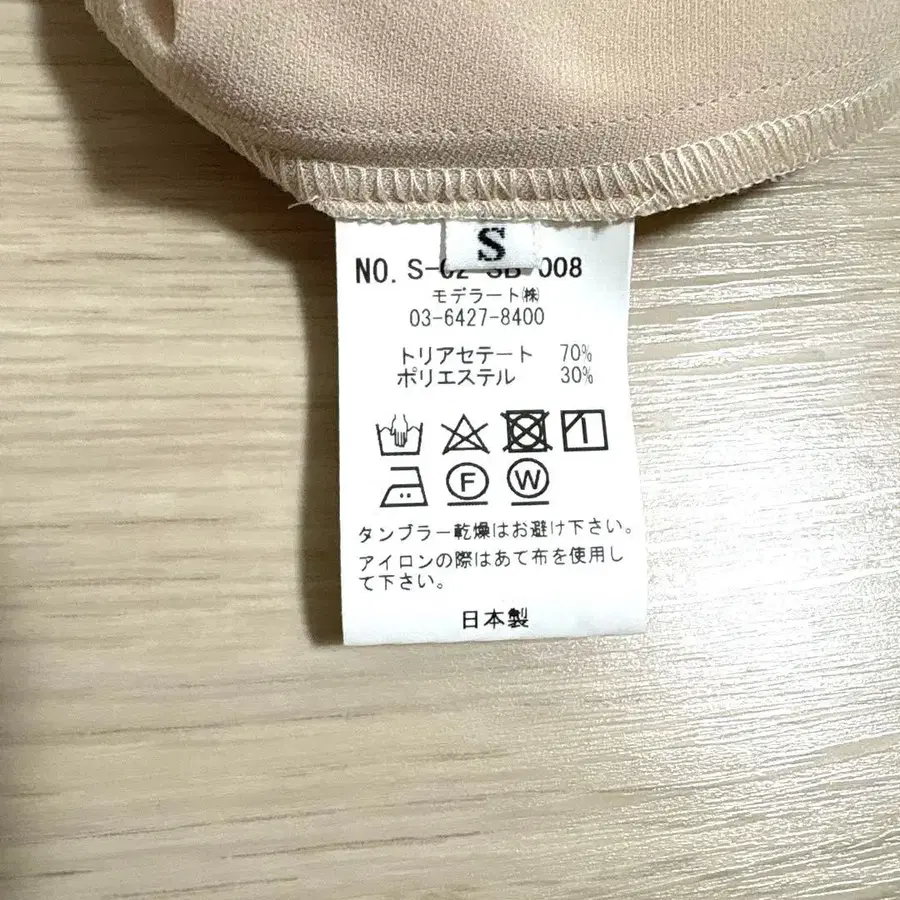 S
NO. S-02-SB-008
モデラート㈱
03-6427-8400
トリアセテート 70%
ポリエステル 30%
F W
タンブラー乾燥はお避け下さい。
アイロンの際はあて布を使用し
て下さい。
日本製